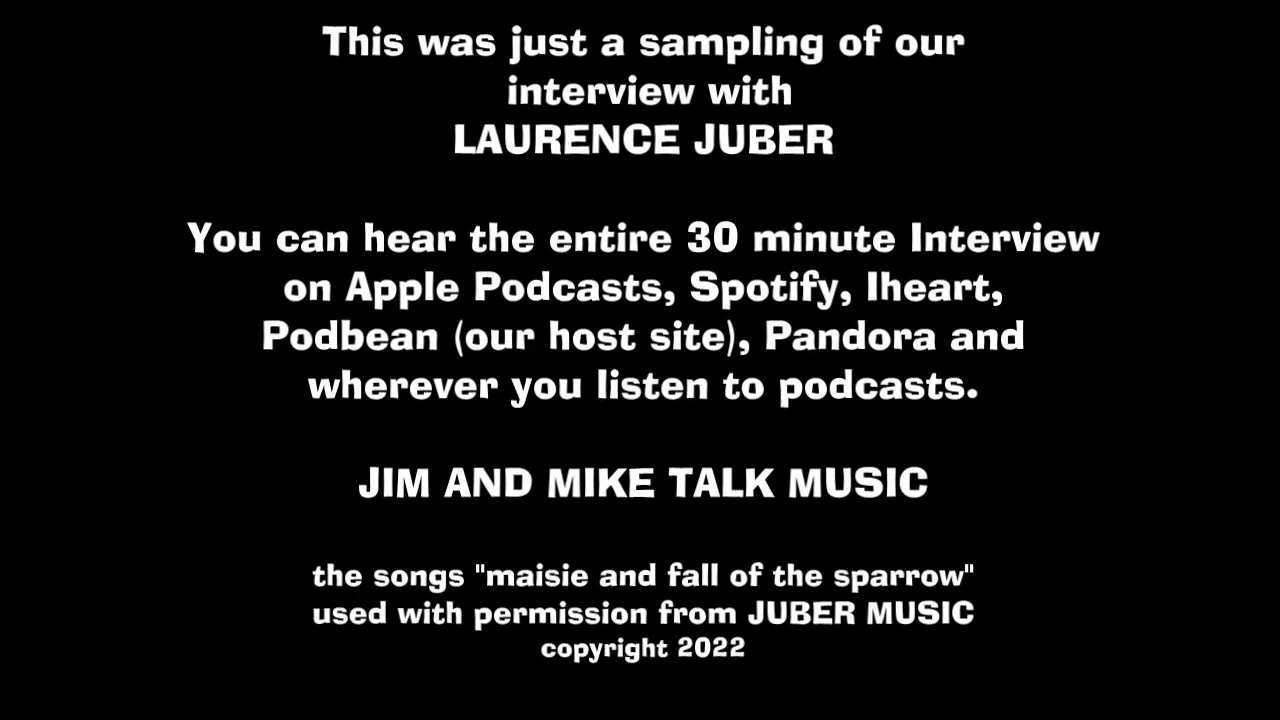 This was just a sampling of our
interview with
LAURENCE JUBER
You can hear the entire 30 minute Interview
on Apple Podcasts, Spotify, Iheart,
Podbean (our host site), Pandora and
wherever you listen to podcasts.
JIM AND MIKE TALK MUSIC
the songs "maisie and fall of the sparrow"
used with permission from JUBER MUSIC
copyright 2022